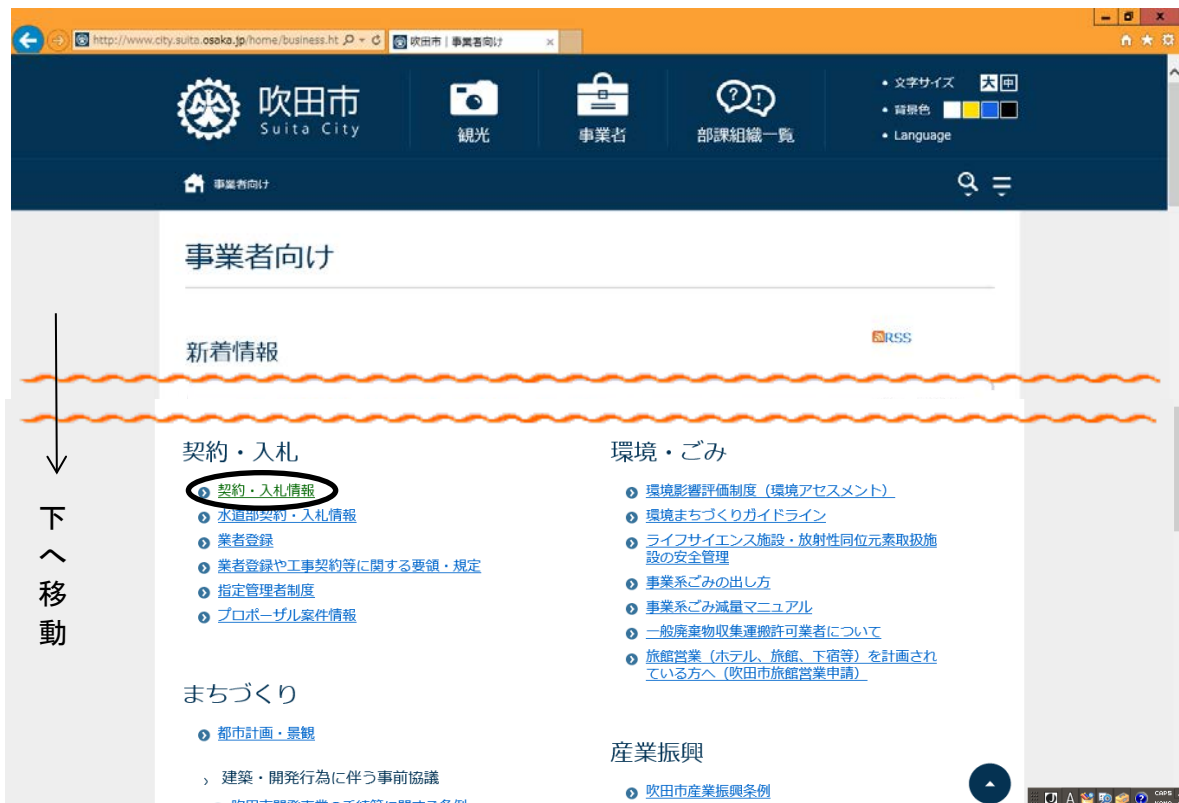 http://www.city.suita.osaka.jp/home/business.ht
吹田市 | 事業者向け
吹田市
Suita City
観光
事業者
部課組織一覧
• 文字サイズ 大 中
• 背景色
• Language
事業者向け
事業者向け
新着情報
RSS
下へ移動
契約・入札
契約・入札情報
水道部契約・入札情報
業者登録
業者登録や工事契約等に関する要領・規定
指定管理者制度
プロポーザル案件情報
まちづくり
都市計画・景観
建築・開発行為に伴う事前協議
環境・ごみ
環境影響評価制度（環境アセスメント）
環境まちづくりガイドライン
ライフサイエンス施設・放射性同位元素取扱施
設の安全管理
事業系ごみの出し方
事業系ごみ減量マニュアル
一般廃棄物収集運搬許可業者について
旅館営業（ホテル、旅館、下宿等）を計画され
ている方へ（吹田市旅館営業申請）
産業振興
吹田市産業振興条例
A
CAPS